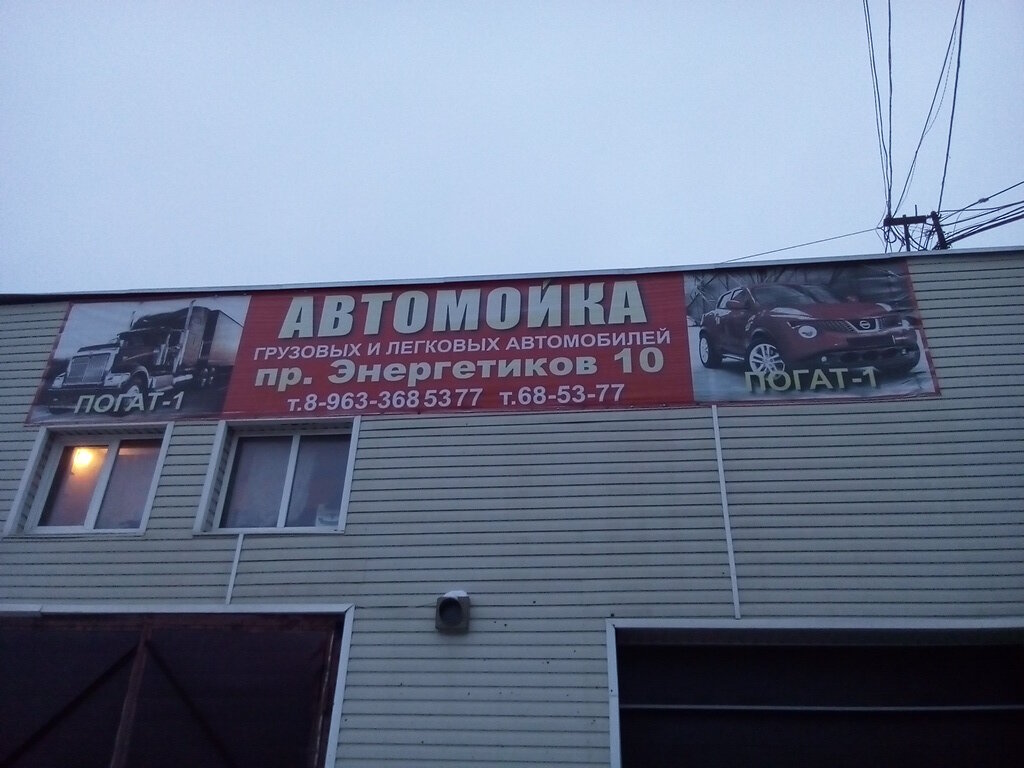 АВТОМОЙКА
ГРУЗОВЫХ И ЛЕГКОВЫХ АВТОМОБИЛЕЙ
пр. Энергетиков 10
т.8-963-368 5377 т.68-53-77
ПОГАТ-1
ПОГАТ-1